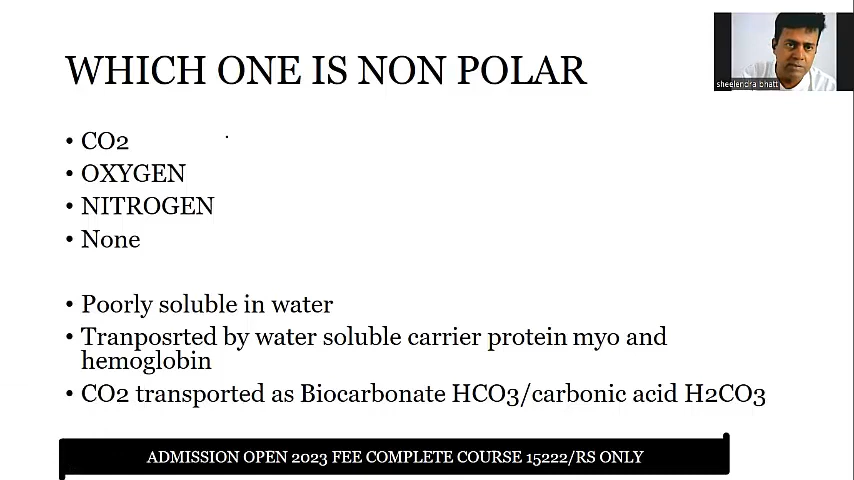 WHICH ONE IS NON POLAR
sheelendra bhatt
• CO2
• OXYGEN
• NITROGEN
• None
• Poorly soluble in water
• Tranposrted by water soluble carrier protein myo and
hemoglobin
• CO2 transported as Biocarbonate HCO3/carbonic acid H2CO3
ADMISSION OPEN 2023 FEE COMPLETE COURSE 15222/RS ONLY